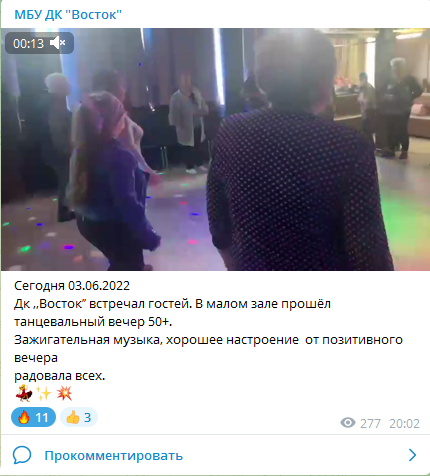 МБУ ДК "Восток"
00:13
Сегодня 03.06.2022
Дк ,,Восток" встречал гостей. В малом зале прошёл
танцевальный вечер 50+.
Зажигательная музыка, хорошее настроение от позитивного
вечера
радовала всех.
11 3
277 20:02
Прокомментировать